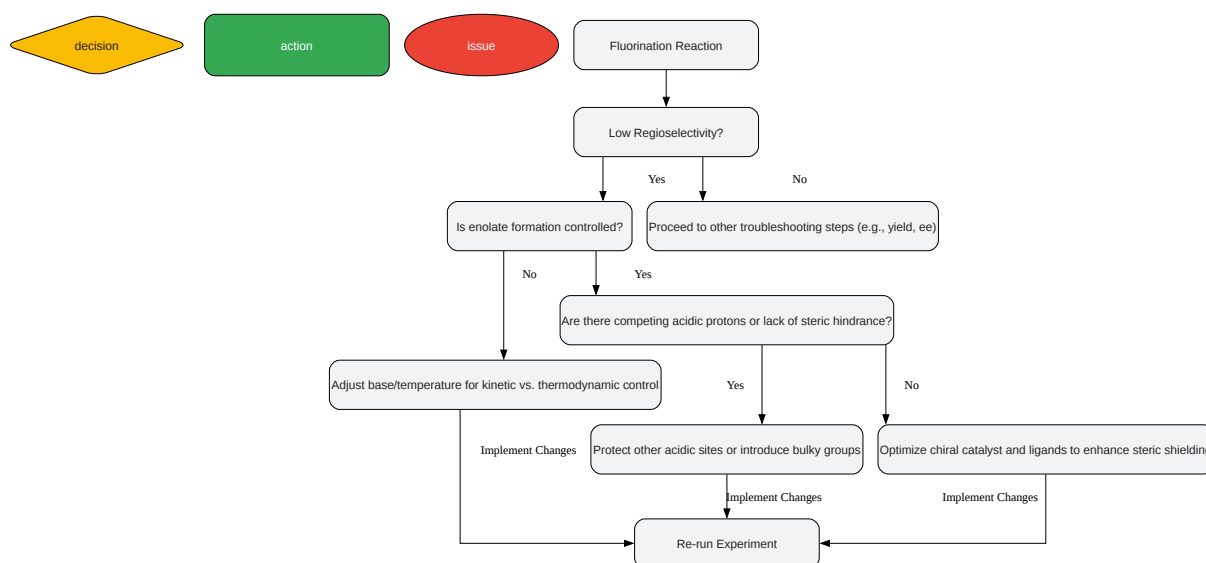 decision
action
issue
Fluorination Reaction
Low Regioselectivity?
Yes
No
Is enolate formation controlled?
Proceed to other troubleshooting steps (e.g., yield, ee)
No
Yes
Are there competing acidic protons or lack of steric hindrance?
Adjust base/temperature for kinetic vs. thermodynamic control
Yes
No
Implement Changes
Protect other acidic sites or introduce bulky groups
Optimize chiral catalyst and ligands to enhance steric shielding
Implement Changes
Implement Changes
Re-run Experiment